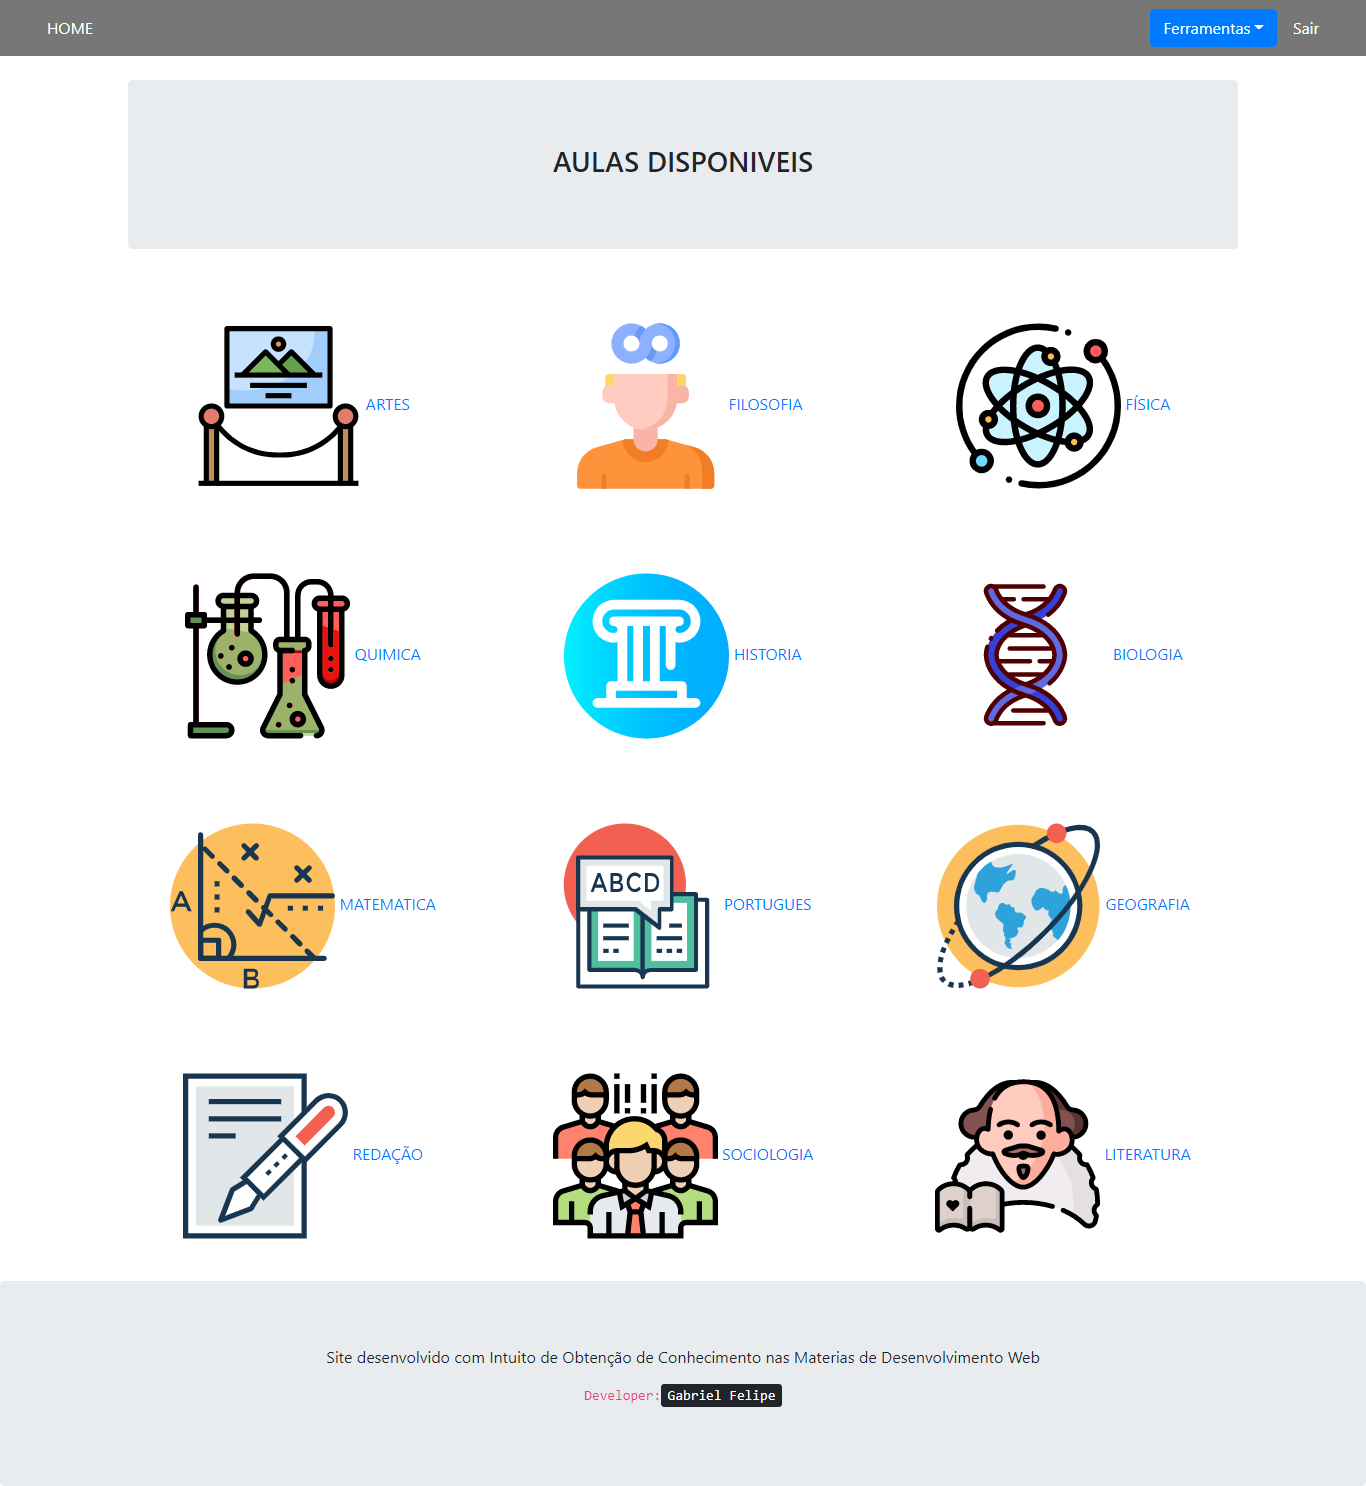 HOME Ferramentas Sair
AULAS DISPONIVEIS
ARTES FILOSOFIA FÍSICA
QUIMICA HISTORIA BIOLOGIA
A B MATEMATICA ABCD PORTUGUES GEOGRAFIA
REDAÇÃO SOCIOLOGIA LITERATURA
Site desenvolvido com Intuito de Obtenção de Conhecimento nas Materias de Desenvolvimento Web
Developer: Gabriel Felipe